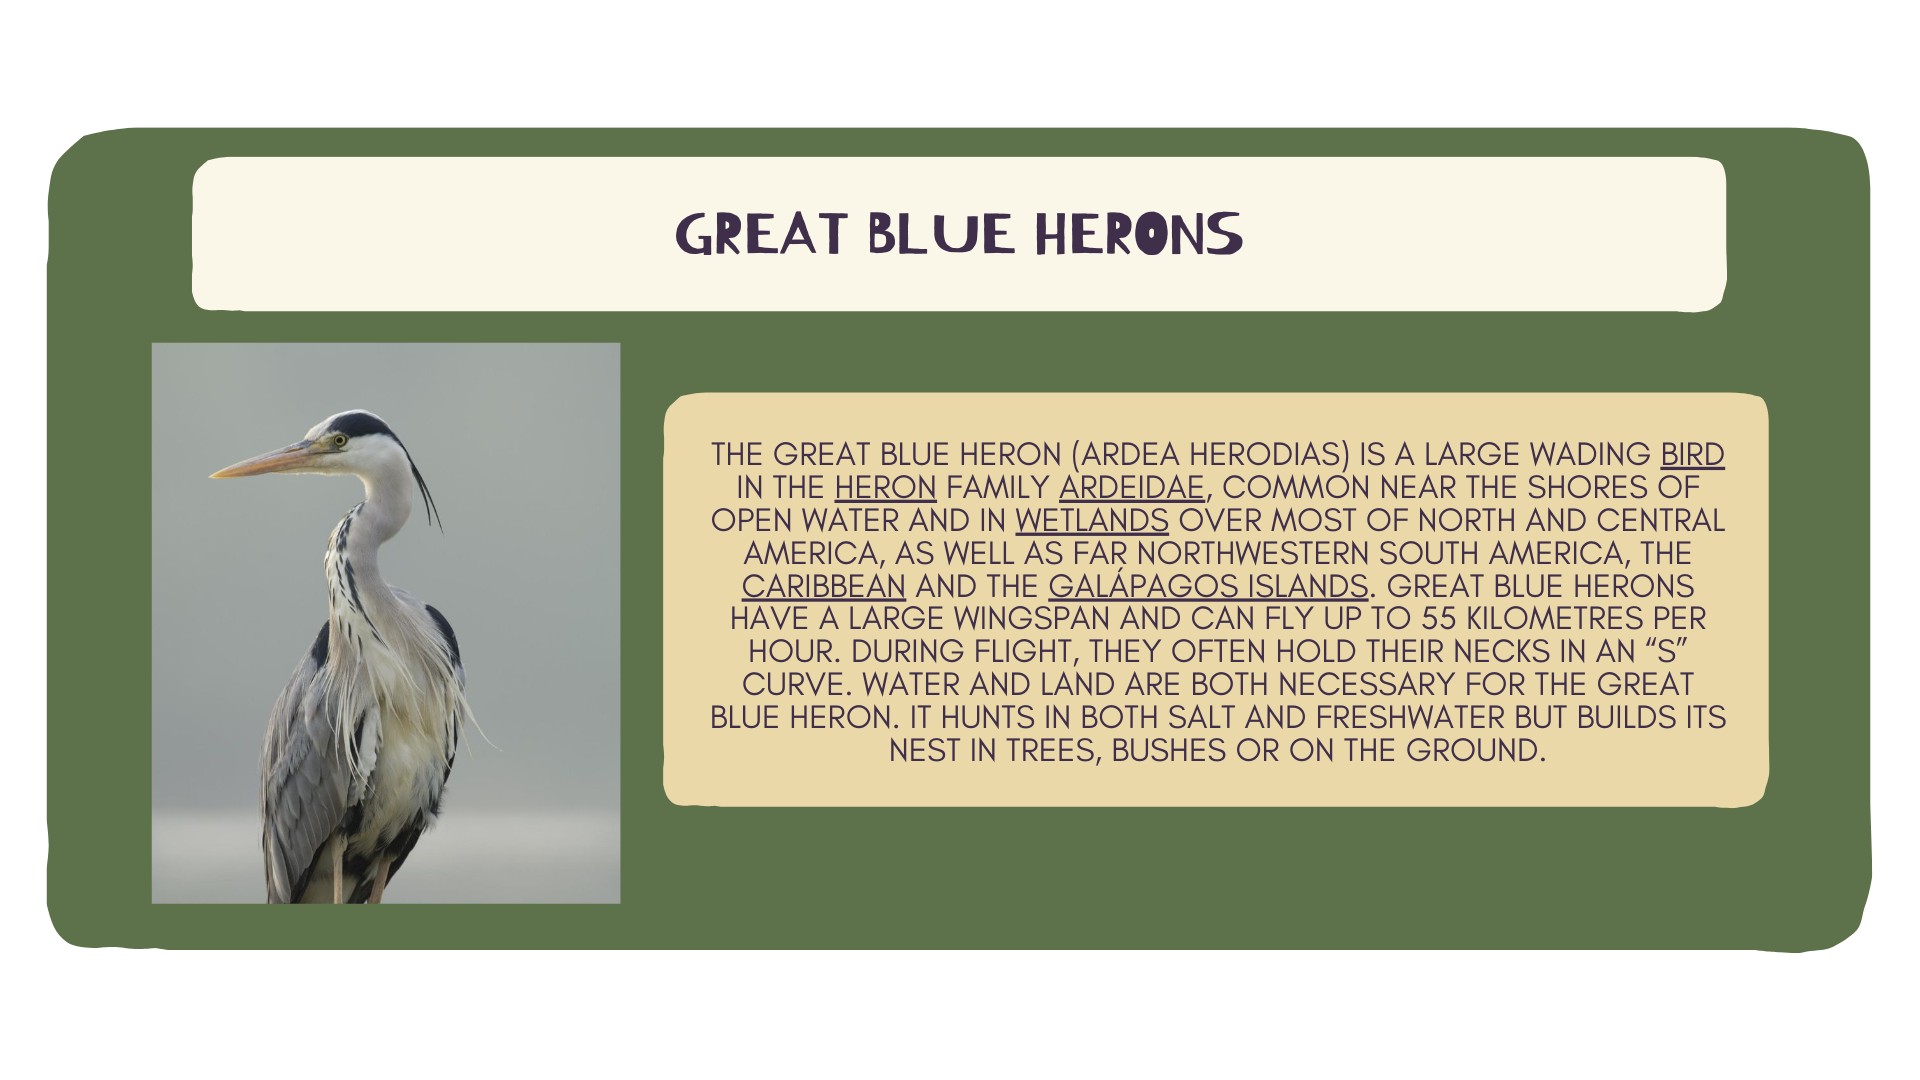 GREAT BLUE HERONS
THE GREAT BLUE HERON (ARDEA HERODIAS) IS A LARGE WADING BIRD
IN THE HERON FAMILY ARDEIDAE, COMMON NEAR THE SHORES OF
OPEN WATER AND IN WETLANDS OVER MOST OF NORTH AND CENTRAL
AMERICA, AS WELL AS FAR NORTHWESTERN SOUTH AMERICA, THE
CARIBBEAN AND THE GALÁPAGOS ISLANDS. GREAT BLUE HERONS
HAVE A LARGE WINGSPAN AND CAN FLY UP TO 55 KILOMETRES PER
HOUR. DURING FLIGHT, THEY OFTEN HOLD THEIR NECKS IN AN “S”
CURVE. WATER AND LAND ARE BOTH NECESSARY FOR THE GREAT
BLUE HERON. IT HUNTS IN BOTH SALT AND FRESHWATER BUT BUILDS ITS
NEST IN TREES, BUSHES OR ON THE GROUND.